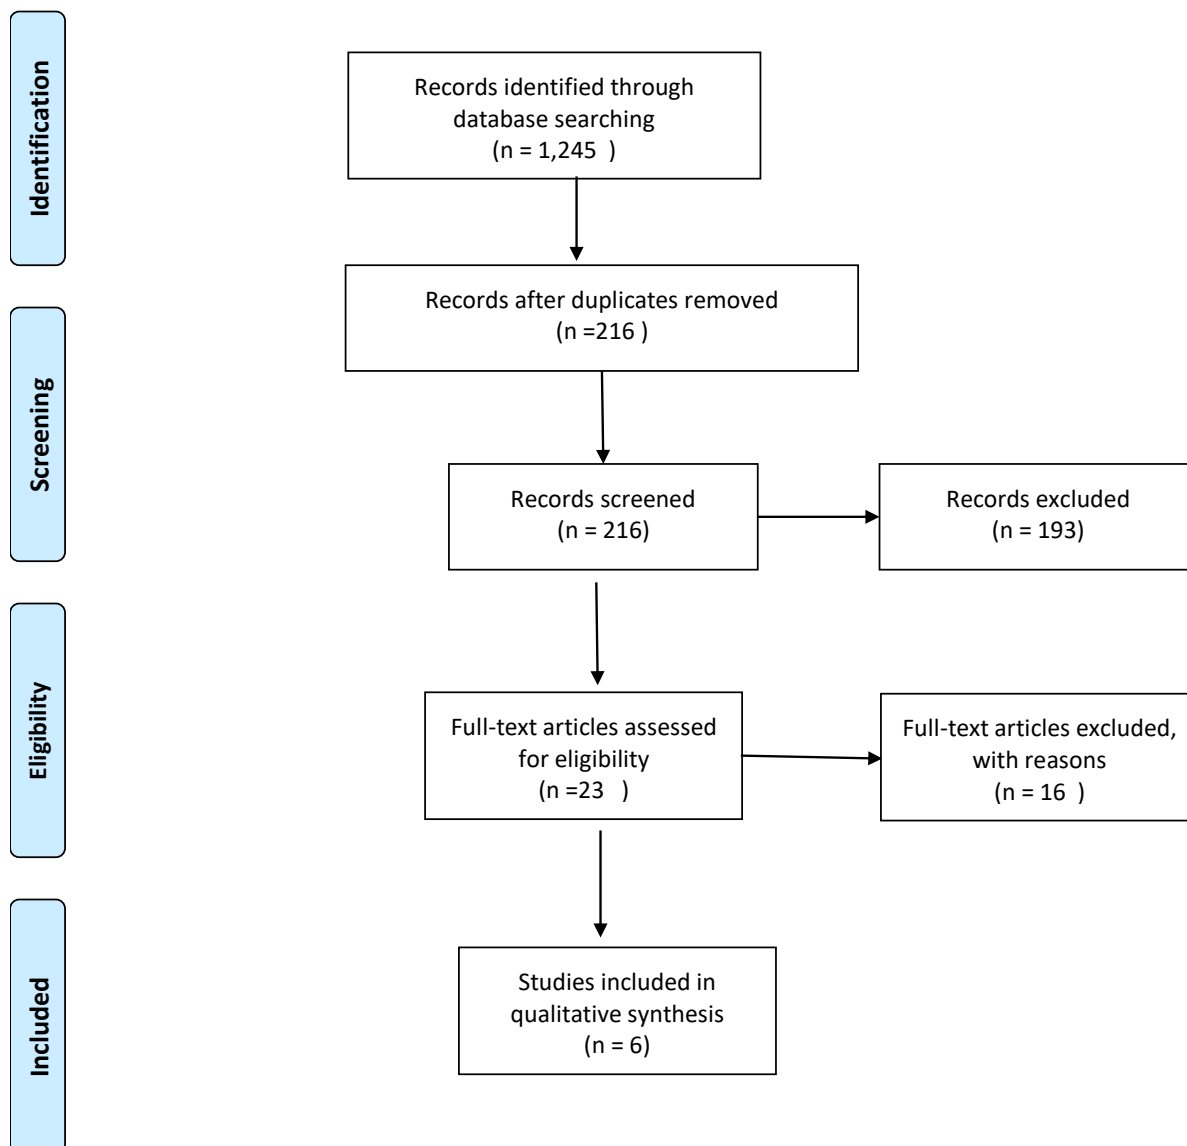 Identification
Records identified through
database searching
(n = 1,245  )
Records after duplicates removed
(n =216 )
Screening
Records screened
(n = 216)
Records excluded
(n = 193)
Eligibility
Full-text articles assessed
for eligibility
(n =23   )
Full-text articles excluded,
with reasons
(n = 16  )
Included
Studies included in
qualitative synthesis
(n = 6)